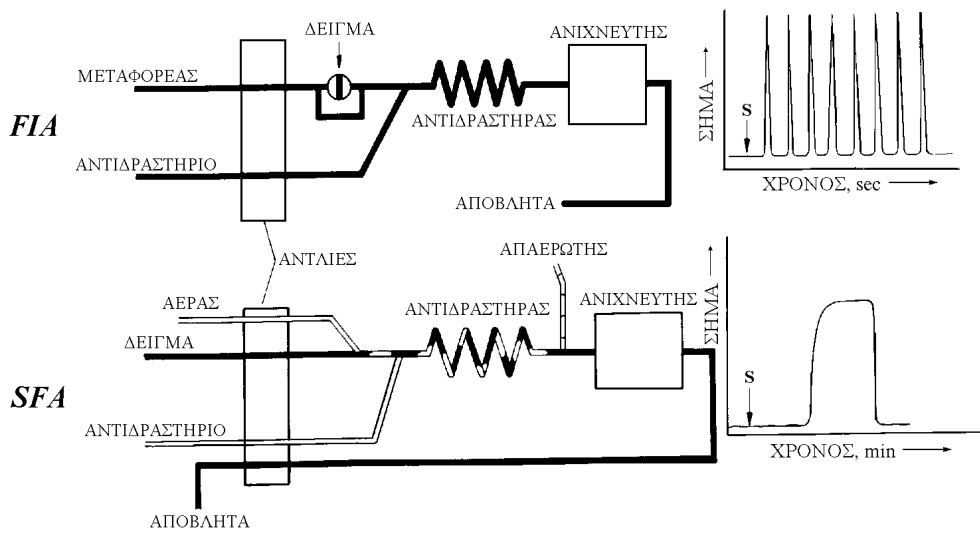 ΔΕΙΓΜΑ
ΑΝΙΧΝΕΥΤΗΣ
ΜΕΤΑΦΟΡΕΑΣ
FIA
ΑΝΤΙΔΡΑΣΤΗΡΑΣ
ΑΝΤΙΔΡΑΣΤΗΡΙΟ
ΑΠΟΒΛΗΤΑ
ΣΗΜΑ
S
ΧΡΟΝΟΣ, sec
ΑΝΤΛΙΕΣ
ΑΠΑΕΡΩΤΗΣ
ΑΕΡΑΣ
ΑΝΤΙΔΡΑΣΤΗΡΑΣ
ΑΝΙΧΝΕΥΤΗΣ
ΔΕΙΓΜΑ
SFA
ΑΝΤΙΔΡΑΣΤΗΡΙΟ
ΑΠΟΒΛΗΤΑ
ΣΗΜΑ
S
ΧΡΟΝΟΣ, min